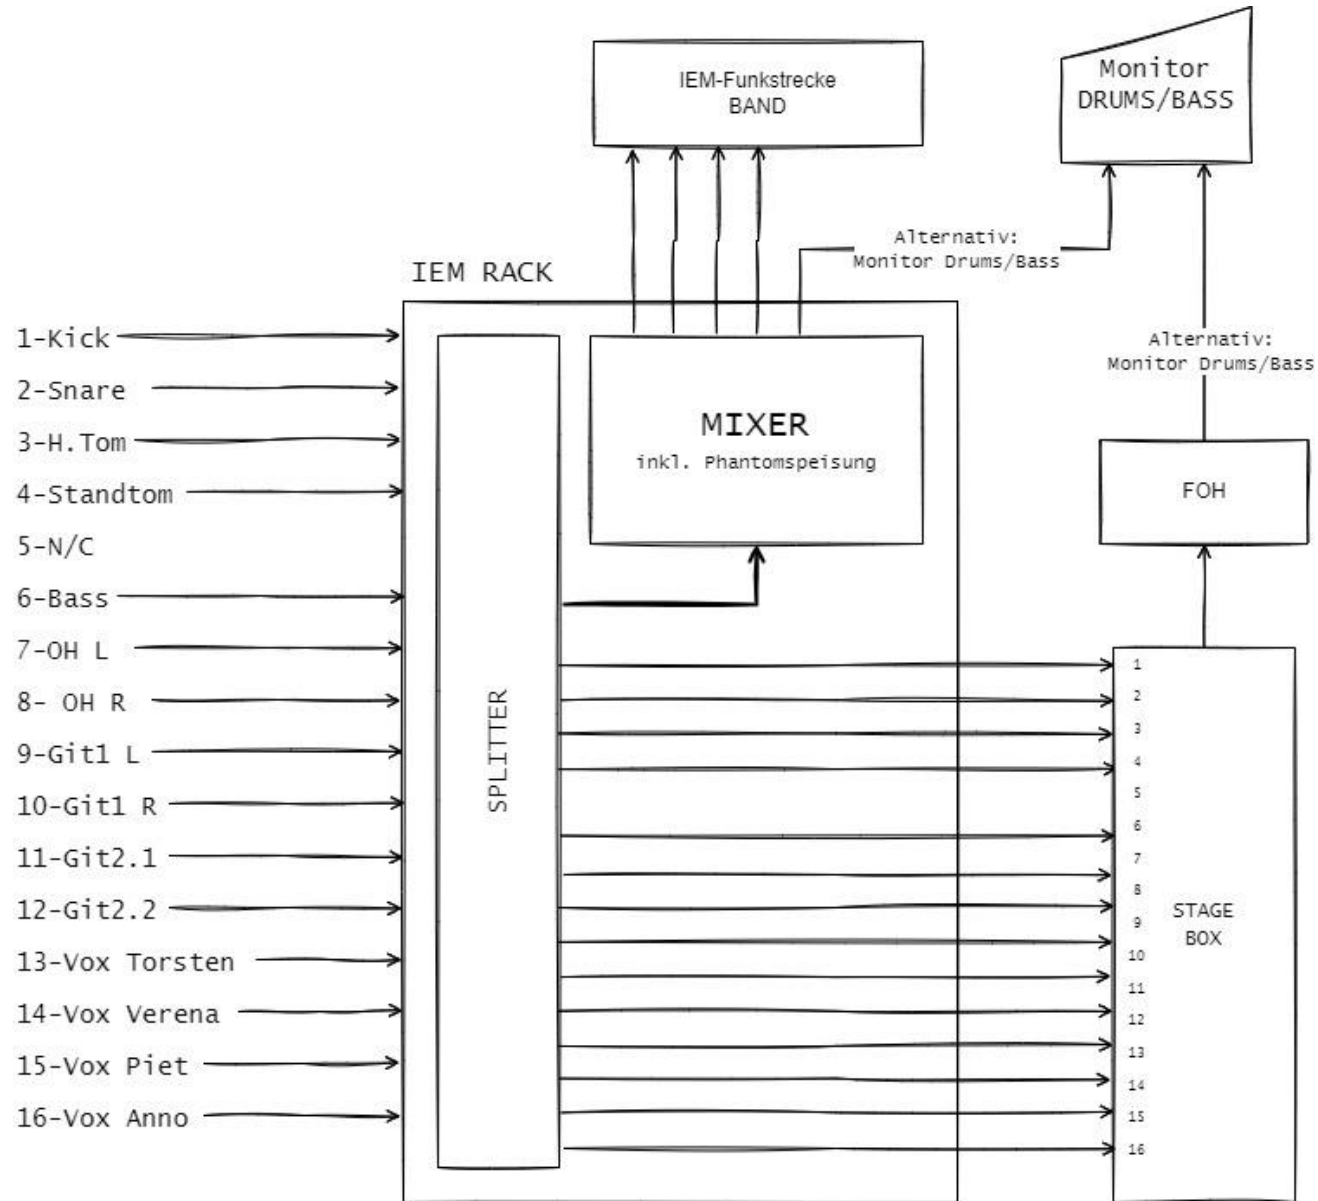 IEM-Funkstrecke
BAND
Monitor
DRUMS/BASS
Alternativ:
Monitor Drums/Bass
IEM RACK
1-Kick
2-Snare
3-H.Tom
4-Standtom
5-N/C
6-Bass
7-OH L
8- OH R
9-Git1 L
10-Git1 R
11-Git2.1
12-Git2.2
13-Vox Torsten
14-Vox Verena
15-Vox Piet
16-Vox Anno
SPLITTER
MIXER
inkl. Phantomspeisung
Alternativ:
Monitor Drums/Bass
FOH
1
2
3
4
5
6
7
8
9
10
11
12
13
14
15
16
STAGE
BOX